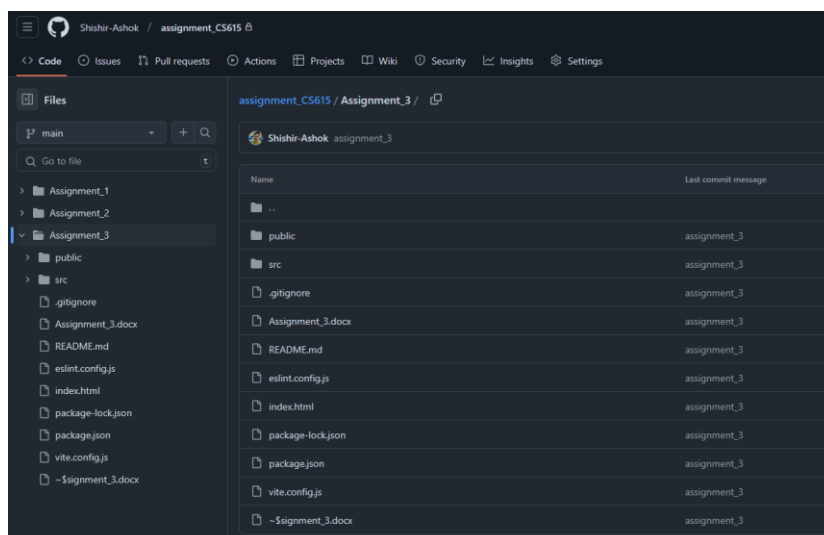 Shishir-Ashok / assignment_CS615
Code Issues Pull requests Actions Projects Wiki Security Insights Settings
Files
main
Go to file t
Assignment_1
Assignment_2
Assignment_3
public
src
.gitignore
Assignment_3.docx
README.md
eslint.config.js
index.html
package-lock.json
package.json
vite.config.js
~$signment_3.docx
assignment_CS615 / Assignment_3 /
Shishir-Ashok assignment_3
Name Last commit message
..
public assignment_3
src assignment_3
.gitignore assignment_3
Assignment_3.docx assignment_3
README.md assignment_3
eslint.config.js assignment_3
index.html assignment_3
package-lock.json assignment_3
package.json assignment_3
vite.config.js assignment_3
~$signment_3.docx assignment_3